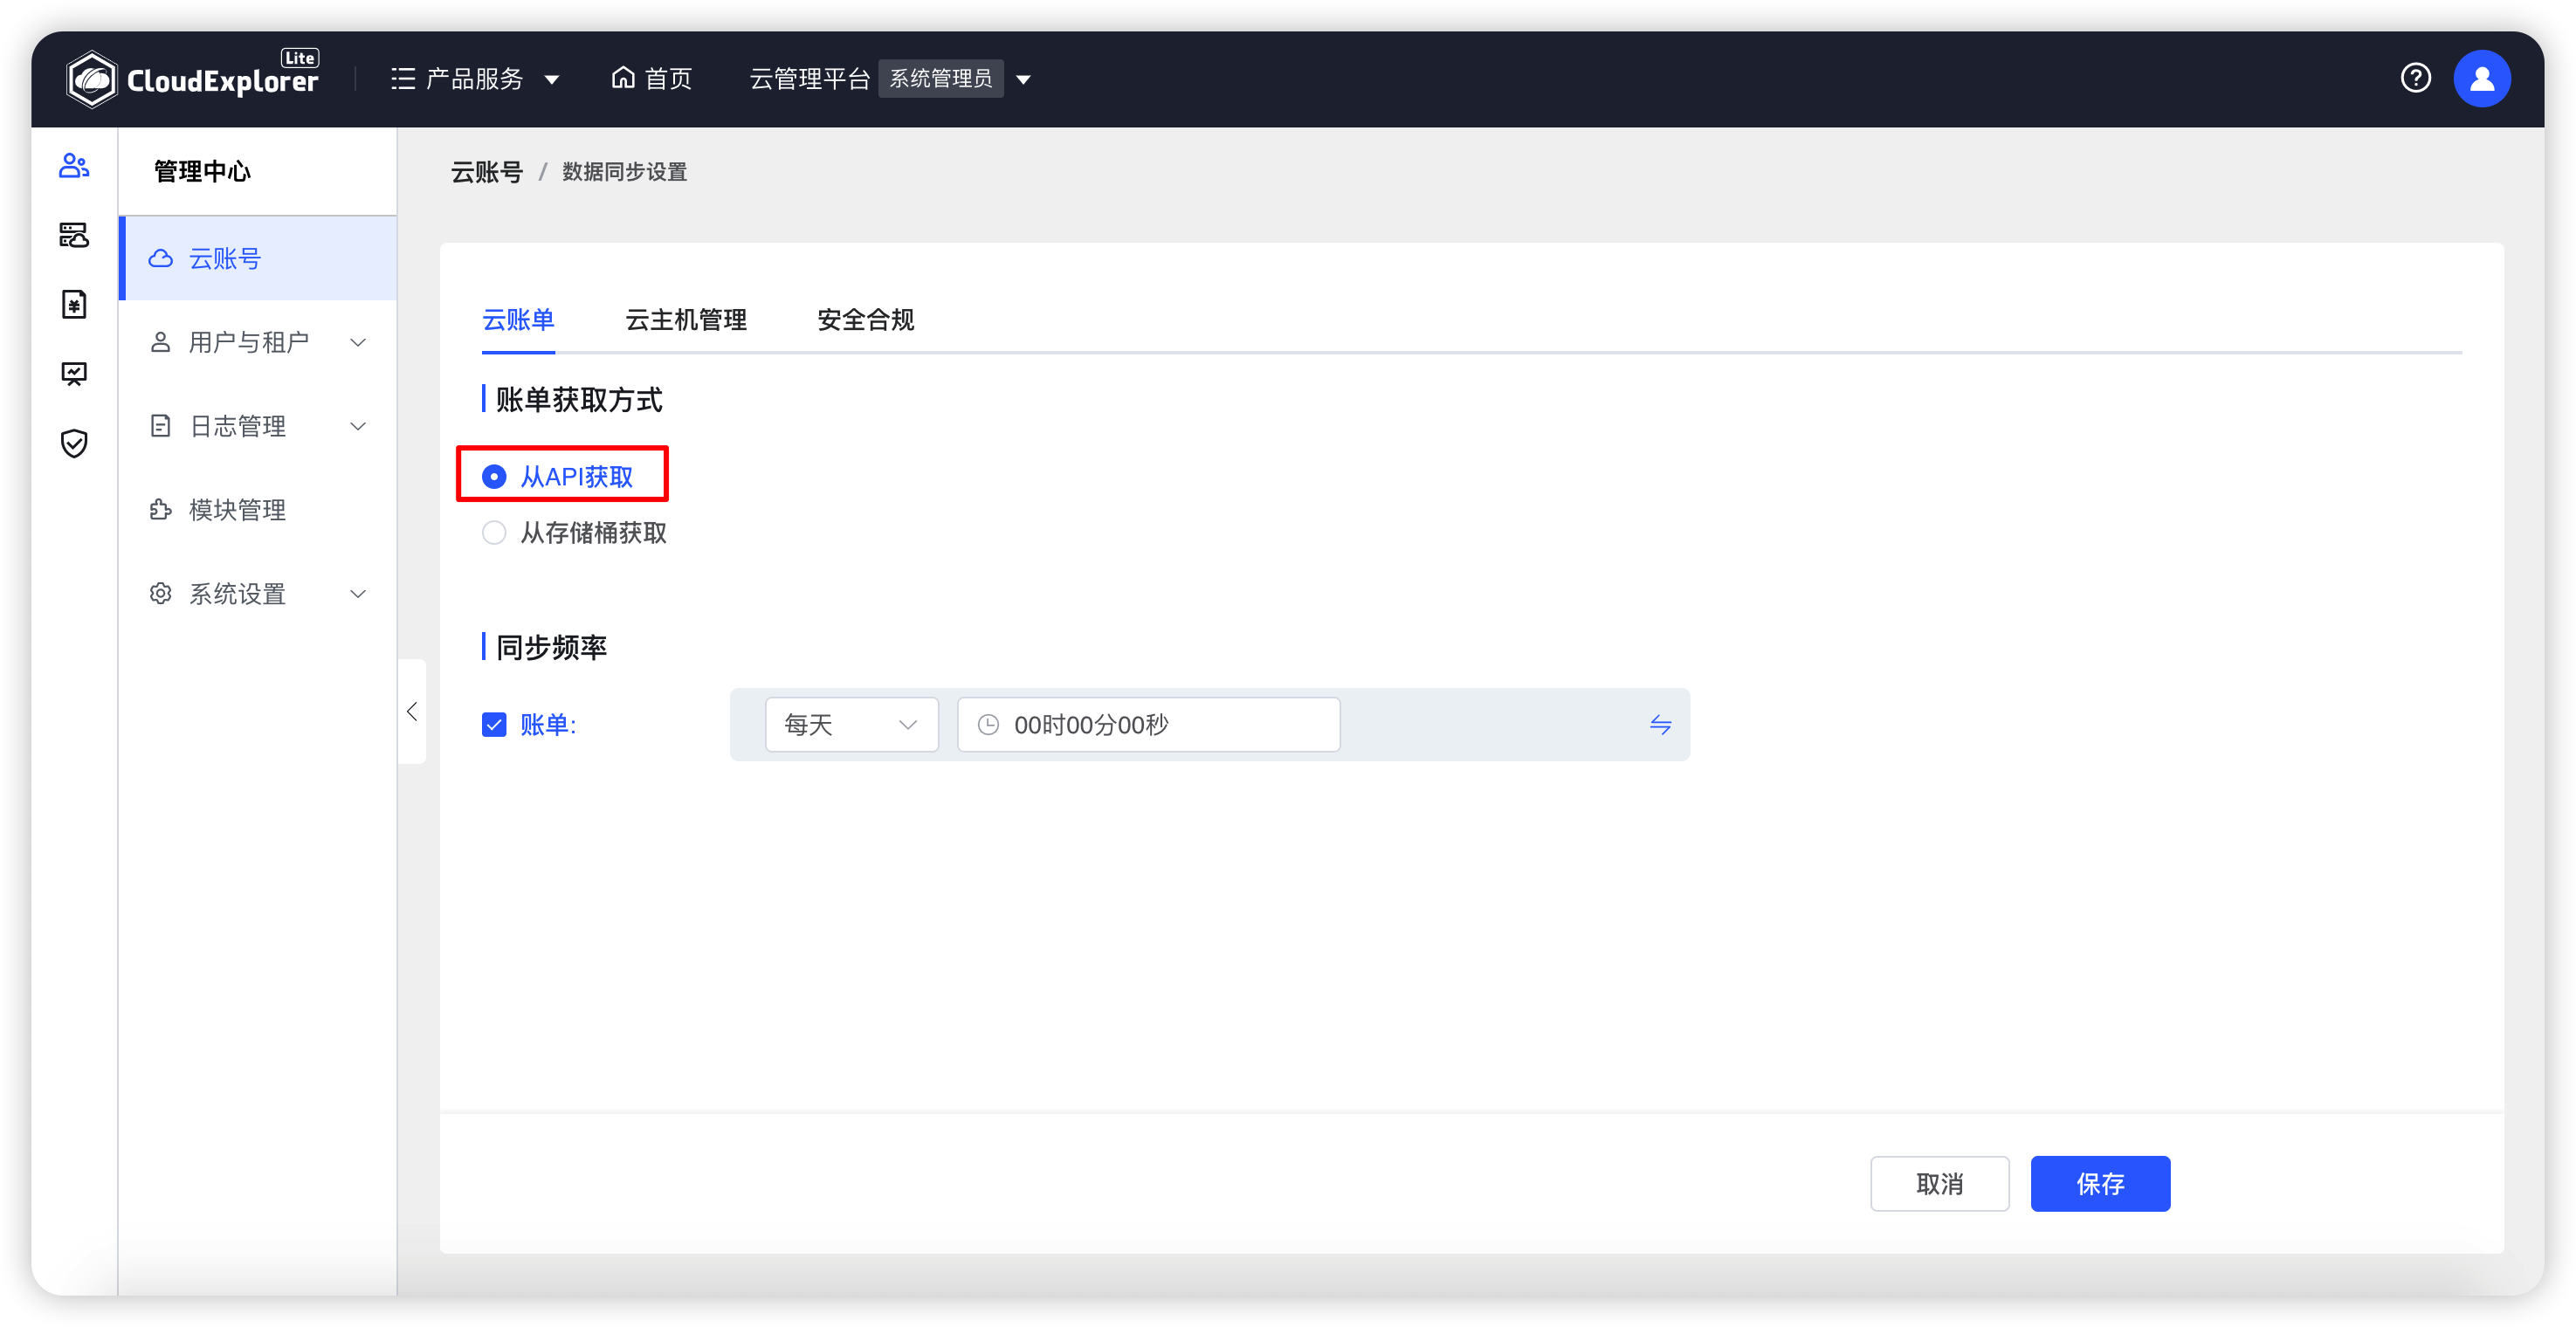 CloudExplorer Lite
产品服务
首页
云管理平台 系统管理员
管理中心
云账号
用户与租户
日志管理
模块管理
系统设置
云账号 / 数据同步设置
云账单 云主机管理 安全合规
账单获取方式
从API获取
从存储桶获取
同步频率
账单: 每天 00时00分00秒
取消 保存